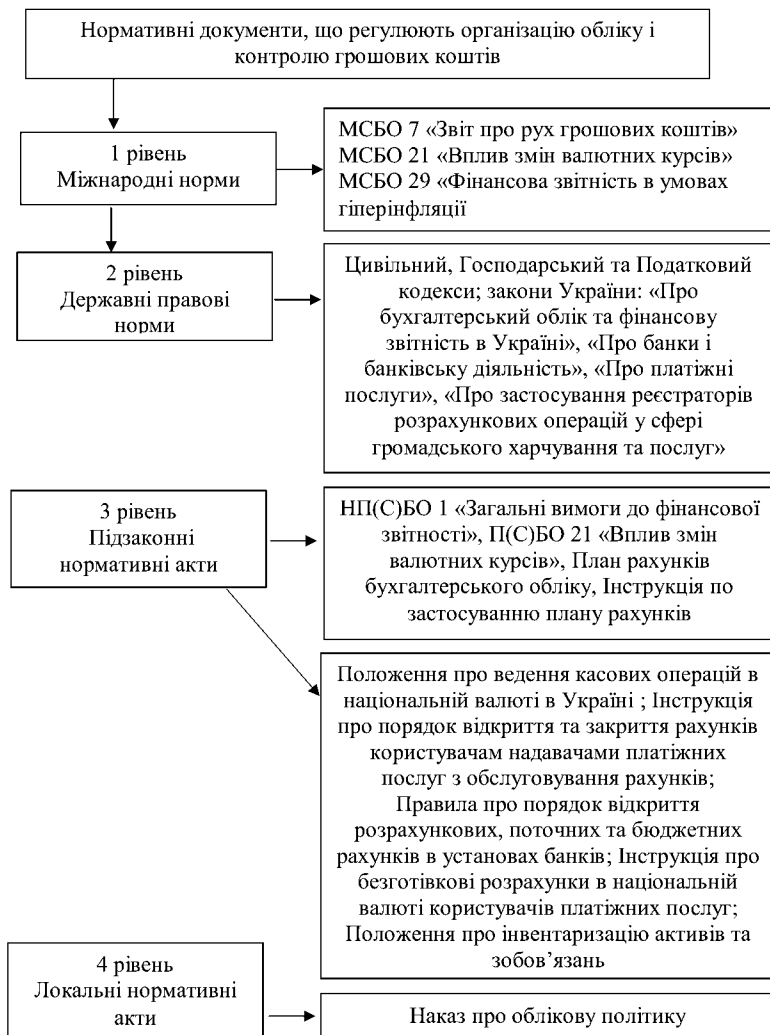 Нормативні документи, що регулюють організацію обліку і
контролю грошових коштів
1 рівень
Міжнародні норми
МСБО 7 «Звіт про рух грошових коштів»
МСБО 21 «Вплив змін валютних курсів»
МСБО 29 «Фінансова звітність в умовах
гіперінфляції
2 рівень
Державні правові
норми
Цивільний, Господарський та Податковий
кодекси; закони України: «Про
бухгалтерський облік та фінансову
звітність в Україні», «Про банки і
банківську діяльність», «Про платіжні
послуги», «Про застосування реєстраторів
розрахункових операцій у сфері
громадського харчування та послуг»
3 рівень
Підзаконні
нормативні акти
НП(С)БО 1 «Загальні вимоги до фінансової
звітності», П(С)БО 21 «Вплив змін
валютних курсів», План рахунків
бухгалтерського обліку, Інструкція по
застосуванню плану рахунків
Положення про ведення касових операцій в
національній валюті в Україні ; Інструкція
про порядок відкриття та закриття рахунків
користувачам надавачами платіжних
послуг з обслуговування рахунків;
Правила про порядок відкриття
розрахункових, поточних та бюджетних
рахунків в установах банків; Інструкція про
безготівкові розрахунки в національній
валюті користувачів платіжних послуг;
Положення про інвентаризацію активів та
зобов’язань
4 рівень
Локальні нормативні
акти
Наказ про облікову політику